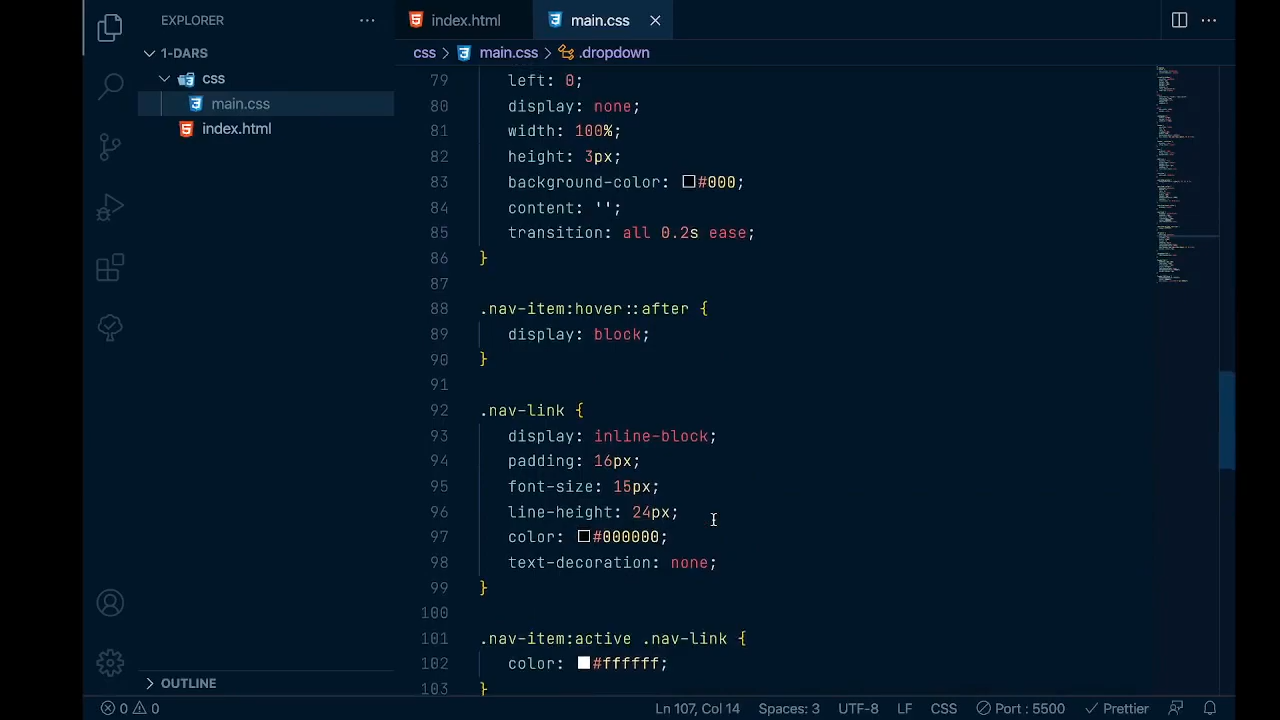 EXPLORER
index.html
main.css
1-DARS
css
main.css
index.html
OUTLINE
css > main.css > .dropdown
79 left: 0;
80 display: none;
81 width: 100%;
82 height: 3px;
83 background-color: #000;
84 content: '';
85 transition: all 0.2s ease;
86 }
87
88 .nav-item:hover::after {
89 display: block;
90 }
91
92 .nav-link {
93 display: inline-block;
94 padding: 16px;
95 font-size: 15px;
96 line-height: 24px;
97 color: #000000;
98 text-decoration: none;
99 }
100
101 .nav-item:active .nav-link {
102 color: #ffffff;
103 }
0 0 Ln 107, Col 14 Spaces: 3 UTF-8 LF CSS Port : 5500 Prettier